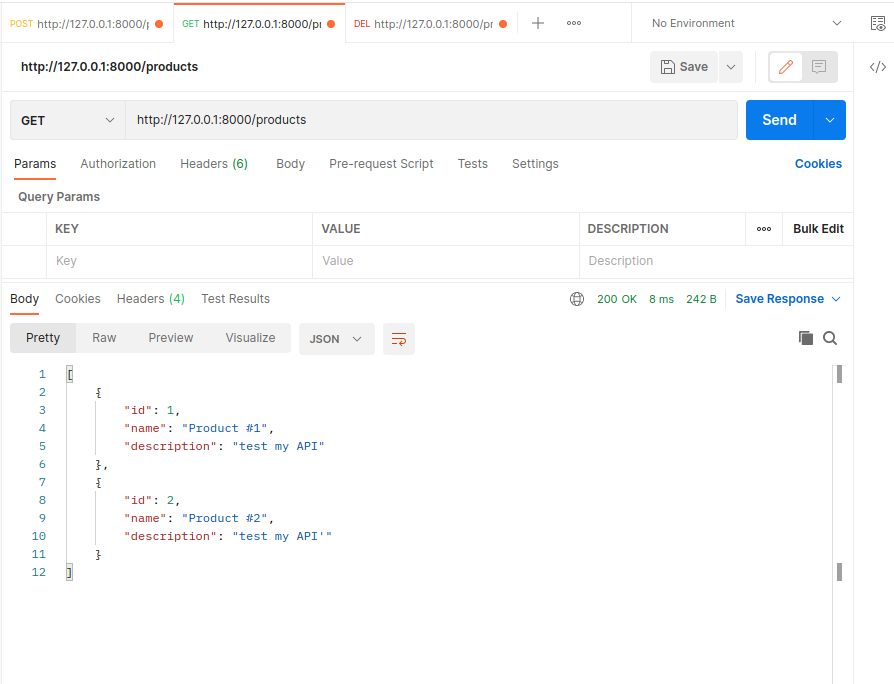 POST http://127.0.0.1:8000/p GET http://127.0.0.1:8000/pr DEL http://127.0.0.1:8000/pr No Environment
http://127.0.0.1:8000/products Save
GET http://127.0.0.1:8000/products Send
Params Authorization Headers (6) Body Pre-request Script Tests Settings Cookies
Query Params
KEY VALUE DESCRIPTION Bulk Edit
Key Value Description
Body Cookies Headers (4) Test Results 200 OK 8 ms 242 B Save Response
Pretty Raw Preview Visualize JSON
1 [
2 {
3 "id": 1,
4 "name": "Product #1",
5 "description": "test my API"
6 },
7 {
8 "id": 2,
9 "name": "Product #2",
10 "description": "test my API'"
11 }
12 ]